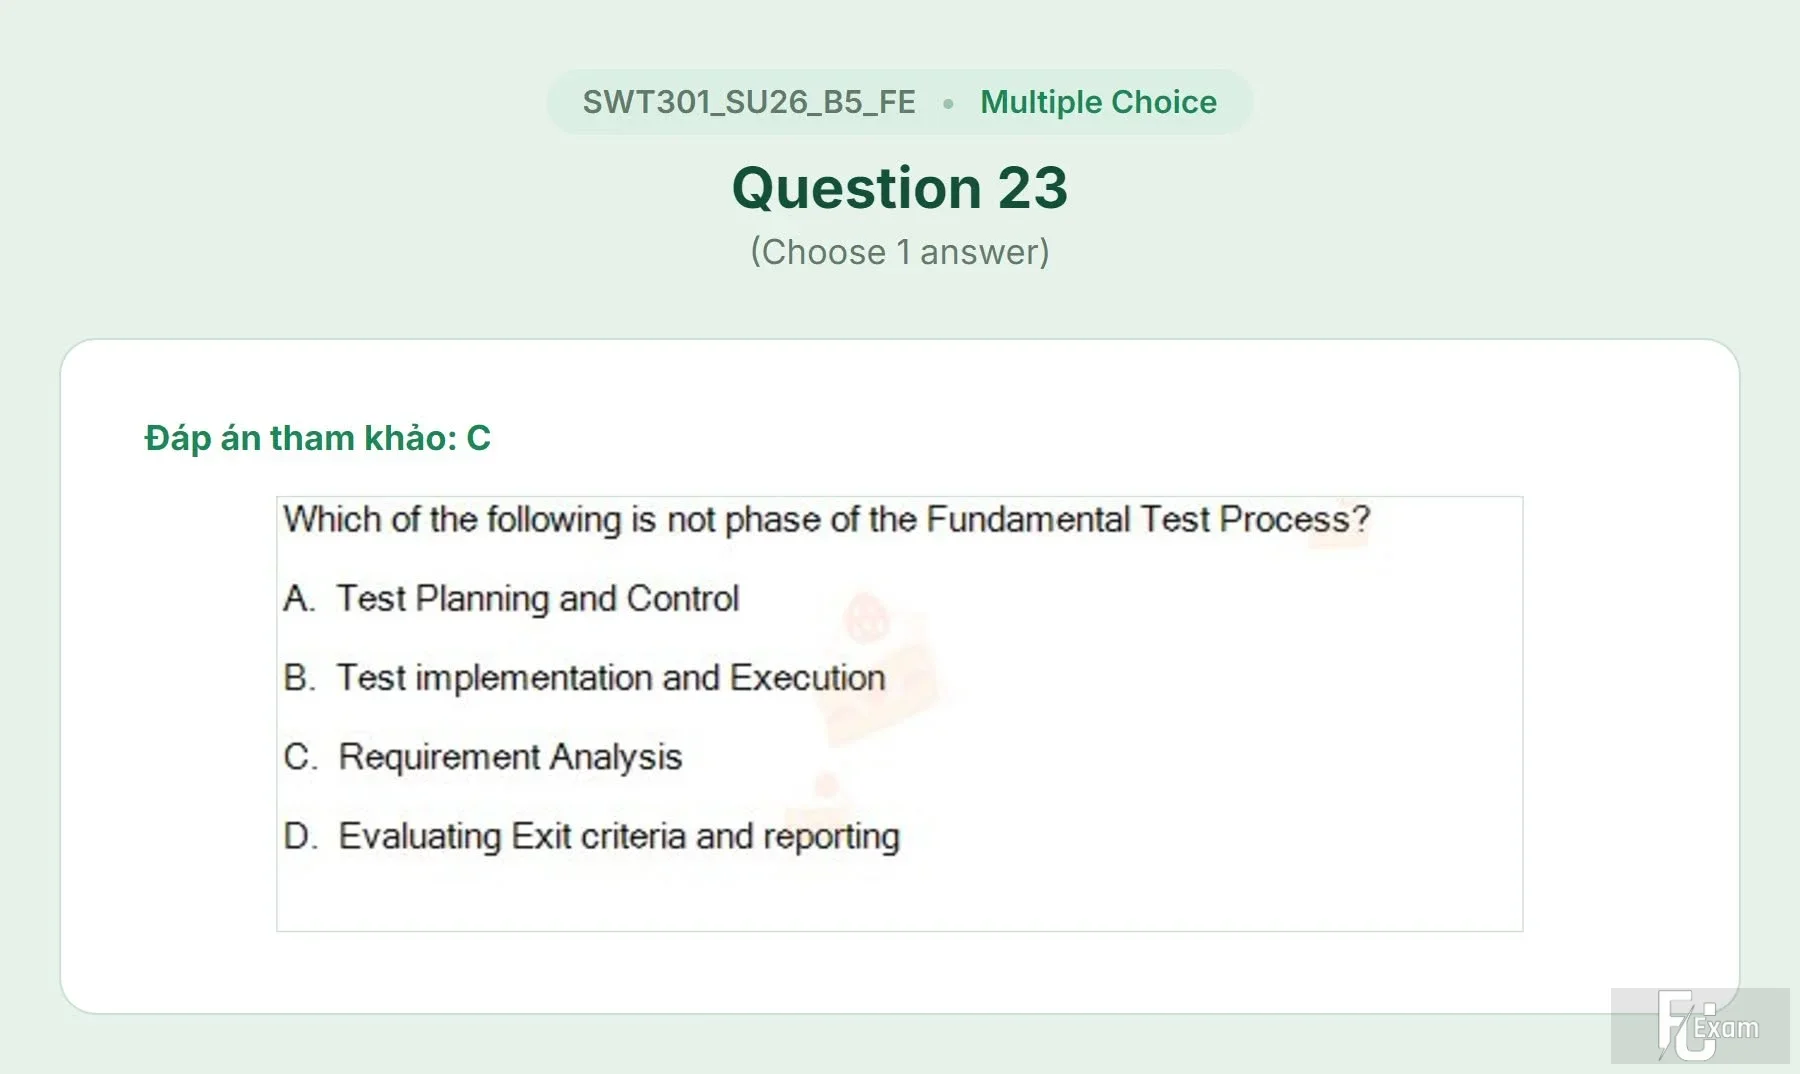 SWT301_SU26_B5_FE • Multiple Choice
Question 23
(Choose 1 answer)
Đáp án tham khảo: C
Which of the following is not phase of the Fundamental Test Process?
A. Test Planning and Control
B. Test implementation and Execution
C. Requirement Analysis
D. Evaluating Exit criteria and reporting
FU Exam